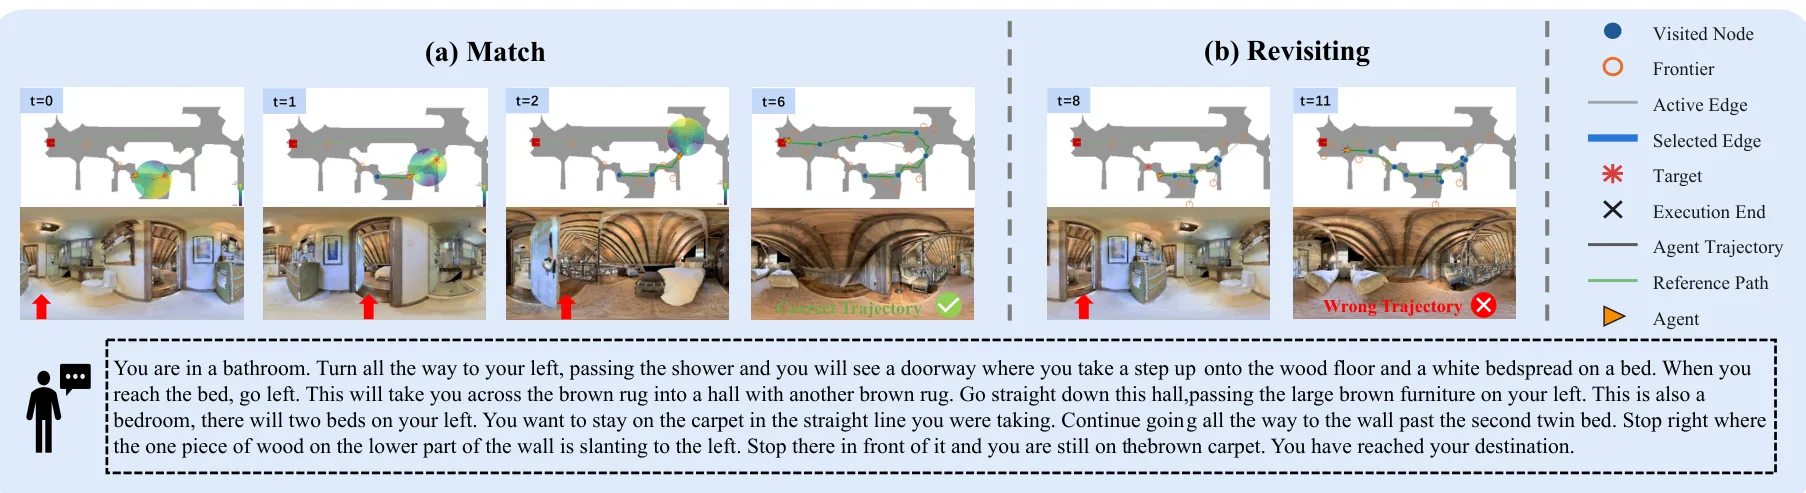 (a) Match
(b) Revisiting
t=0
t=1
t=2
t=6
t=8
t=11
Correct Trajectory
Wrong Trajectory
Visited Node
Frontier
Active Edge
Selected Edge
Target
Execution End
Agent Trajectory
Reference Path
Agent
You are in a bathroom. Turn all the way to your left, passing the shower and you will see a doorway where you take a step up onto the wood floor and a white bedspread on a bed. When you
reach the bed, go left. This will take you across the brown rug into a hall with another brown rug. Go straight down this hall,passing the large brown furniture on your left. This is also a
bedroom, there will two beds on your left. You want to stay on the carpet in the straight line you were taking. Continue going all the way to the wall past the second twin bed. Stop right where
the one piece of wood on the lower part of the wall is slanting to the left. Stop there in front of it and you are still on thebrown carpet. You have reached your destination.